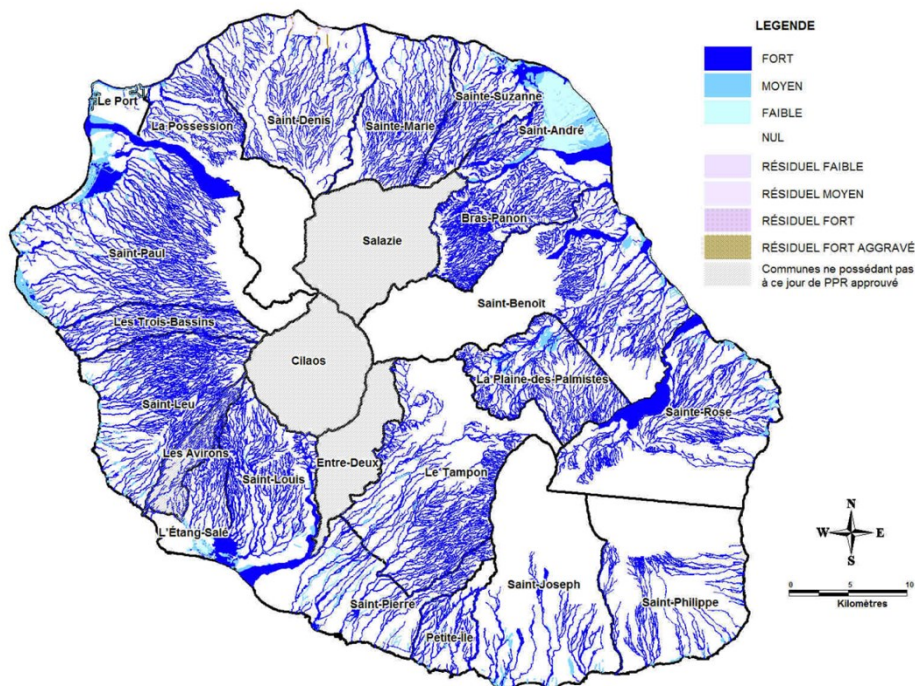 LEGENDE
FORT
MOYEN
FAIBLE
NUL
RÉSIDUEL FAIBLE
RÉSIDUEL MOYEN
RÉSIDUEL FORT
RÉSIDUEL FORT AGGRAVÉ
Communes ne possédant pas
à ce jour de PPR approuvé
Le Port
La Possession
Saint-Denis
Sainte-Marie
Sainte-Suzanne
Saint-André
Bras-Panon
Salazie
Saint-Paul
Saint-Benoît
Les Trois-Bassins
Cilaos
La Plaine-des-Palmistes
Saint-Leu
Sainte-Rose
Les Avirons
Saint-Louis
Entre-Deux
Le Tampon
L'Étang-Salé
Saint-Pierre
Petite-Ile
Saint-Joseph
Saint-Philippe
N
W E
S
0 5 10
Kilomètres